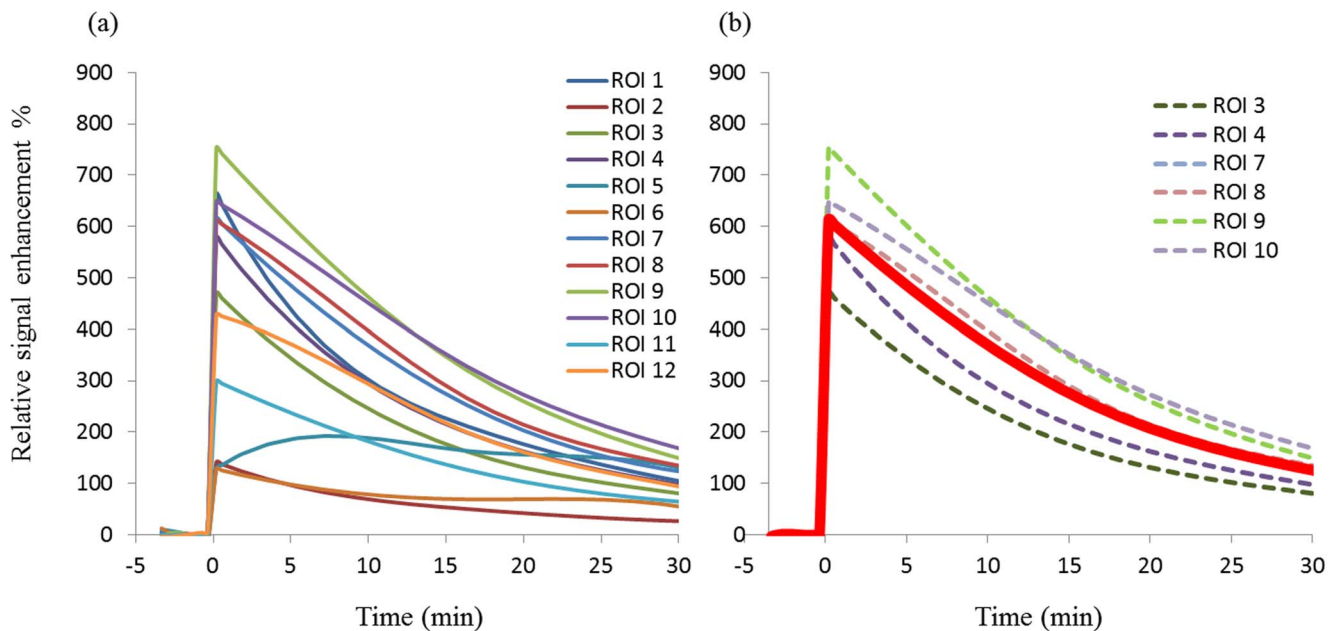 (a)
Relative signal enhancement %
900
800
700
600
500
400
300
200
100
0
-5
0
5
10
15
20
25
30
Time (min)
ROI 1
ROI 2
ROI 3
ROI 4
ROI 5
ROI 6
ROI 7
ROI 8
ROI 9
ROI 10
ROI 11
ROI 12
(b)
900
800
700
600
500
400
300
200
100
0
-5
0
5
10
15
20
25
30
Time (min)
ROI 3
ROI 4
ROI 7
ROI 8
ROI 9
ROI 10